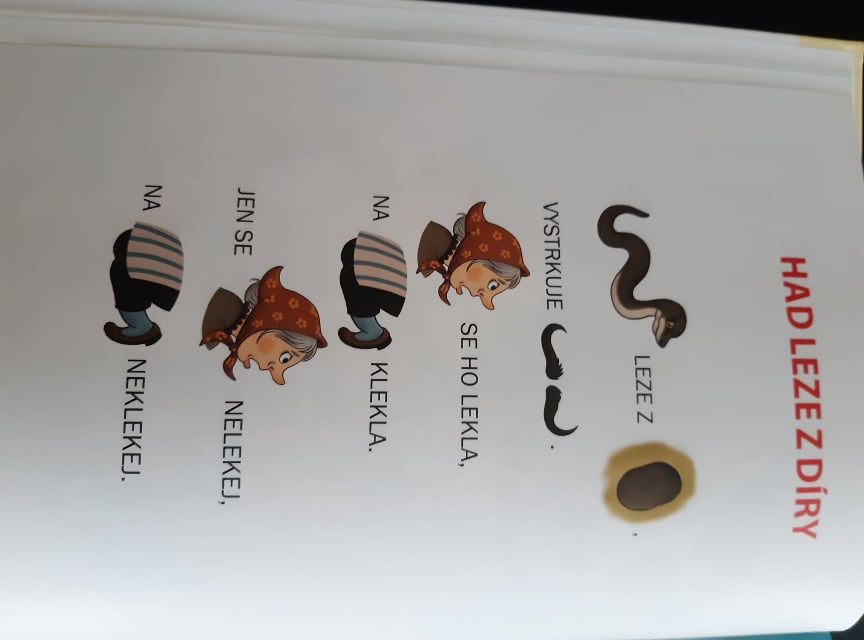 HAD LEZE Z DÍRY
LEZE Z ,
VYSTRKUJE .
SE HO LEKLA,
NA KLEKLA.
JEN SE NELEKEJ,
NA NEKLEKEJ.